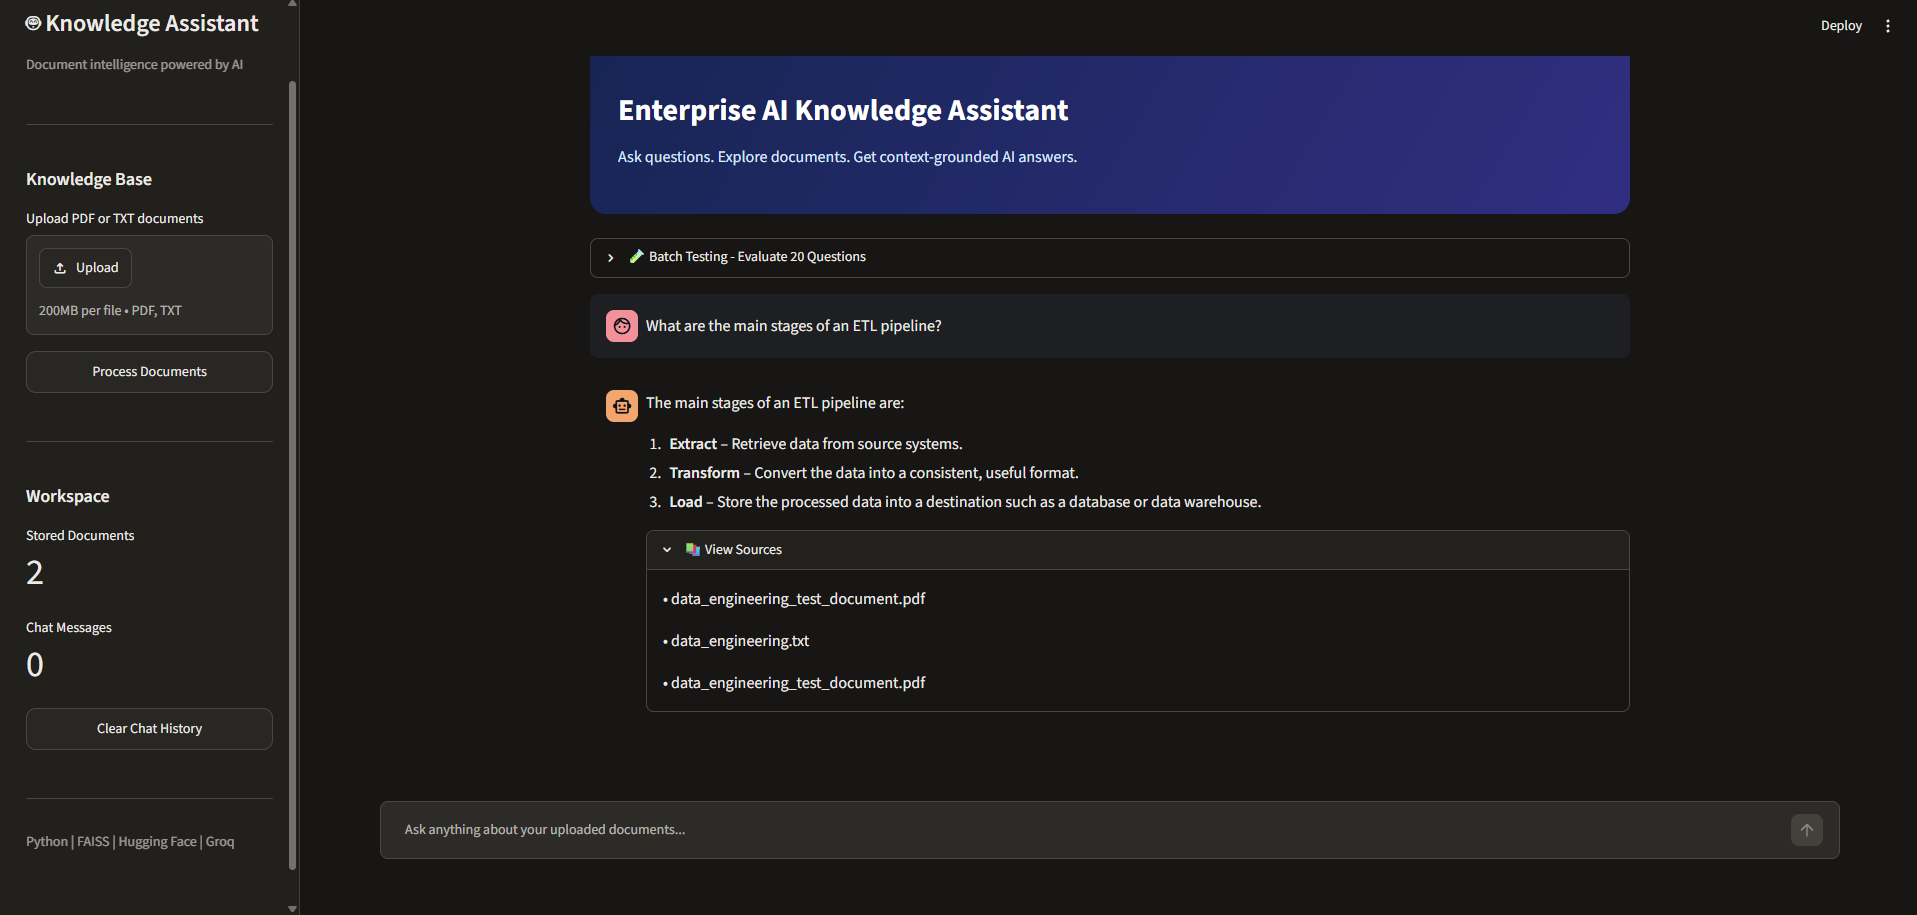 Knowledge Assistant
Document intelligence powered by AI
Knowledge Base
Upload PDF or TXT documents
Upload
200MB per file • PDF, TXT
Process Documents
Workspace
Stored Documents
2
Chat Messages
0
Clear Chat History
Python | FAISS | Hugging Face | Groq
Deploy
Enterprise AI Knowledge Assistant
Ask questions. Explore documents. Get context-grounded AI answers.
Batch Testing - Evaluate 20 Questions
What are the main stages of an ETL pipeline?
The main stages of an ETL pipeline are:
1. Extract – Retrieve data from source systems.
2. Transform – Convert the data into a consistent, useful format.
3. Load – Store the processed data into a destination such as a database or data warehouse.
View Sources
• data_engineering_test_document.pdf
• data_engineering.txt
• data_engineering_test_document.pdf
Ask anything about your uploaded documents...